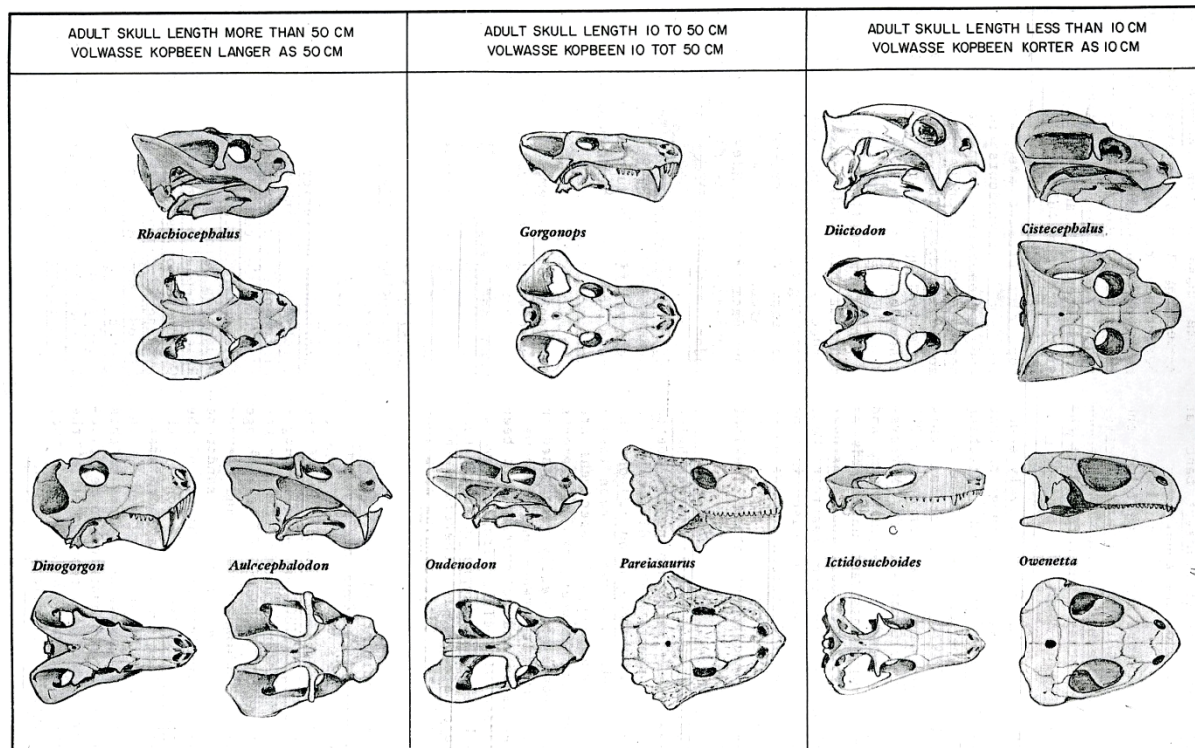 ADULT SKULL LENGTH MORE THAN 50 CM
VOLWASSE KOPBEEN LANGER AS 50 CM
ADULT SKULL LENGTH 10 TO 50 CM
VOLWASSE KOPBEEN 10 TOT 50 CM
ADULT SKULL LENGTH LESS THAN 10 CM
VOLWASSE KOPBEEN KORTER AS 10 CM
Rhachiocephalus
Gorgonops
Diictodon
Cistecephalus
Dinogorgon
Aulecephalodon
Oudenodon
Pareiasaurus
Ictidosuchoides
Owenetta